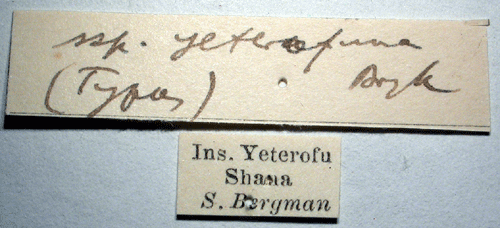 ssp. yeterofuna
(Typus) Bryk
Ins. Yeterofu
Shana
S. Bergman